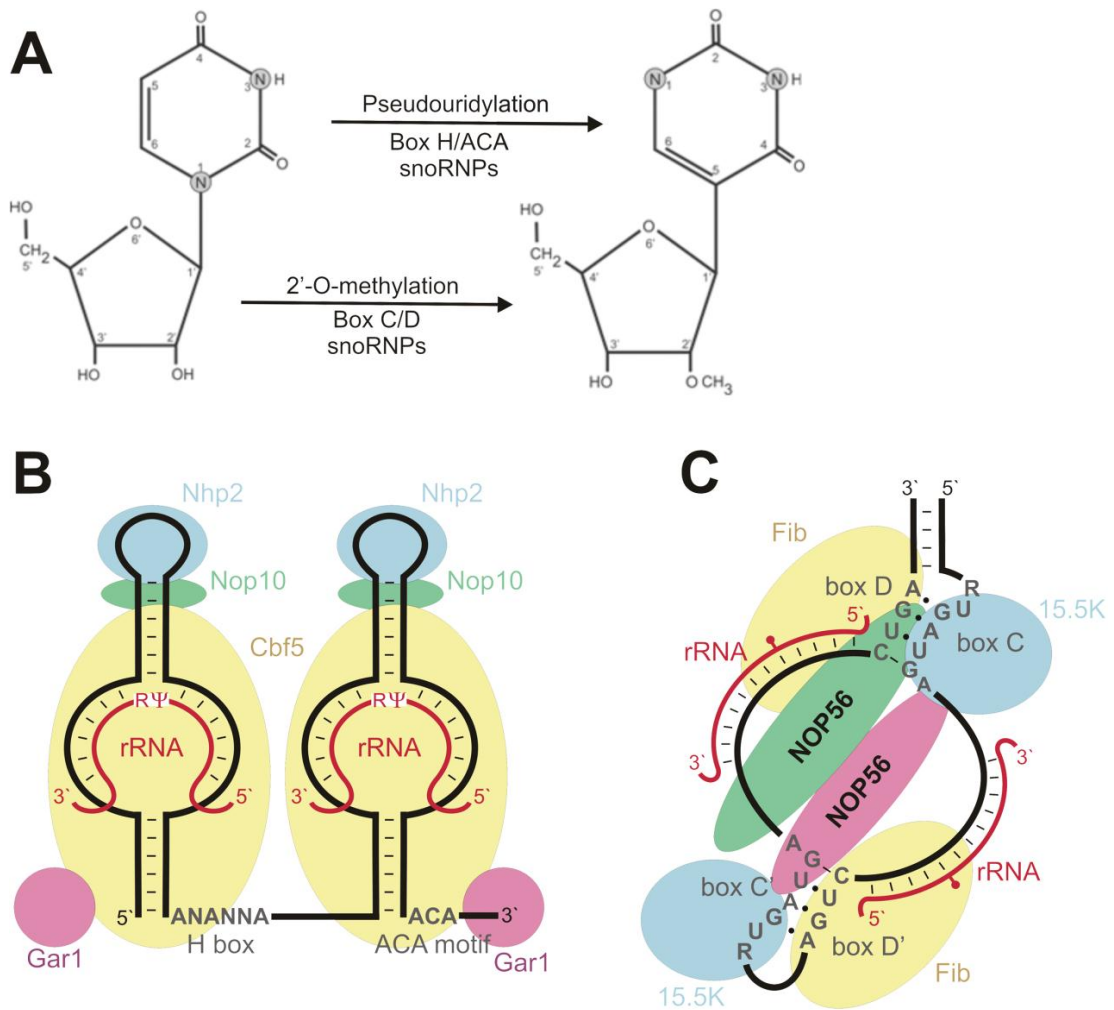 A
O
4
5
3
N
H
6
2
1
N
O
HO
CH2
5'
O
6'
4'
1'
3'
2'
HO
OH
Pseudouridylation
Box H/ACA
snoRNPs
2'-O-methylation
Box C/D
snoRNPs
O
2
N
1
3
N
H
6
4
5
O
HO
CH2
5'
O
6'
4'
1'
3'
2'
HO
OCH3
B
Nhp2
Nhp2
Nop10
Nop10
Cbf5
RΨ
RΨ
rRNA
rRNA
3`
5`
3`
5`
5`
ANANNA
ACA
3`
H box
ACA motif
Gar1
Gar1
C
3`
5`
Fib
box D
A
G
U
C
R
U
G
A
U
G
A
15.5K
box C
5`
rRNA
3`
NOP56
NOP56
3`
rRNA
5`
A
G
U
A
G
U
R
C
U
G
A
box C'
box D'
15.5K
Fib